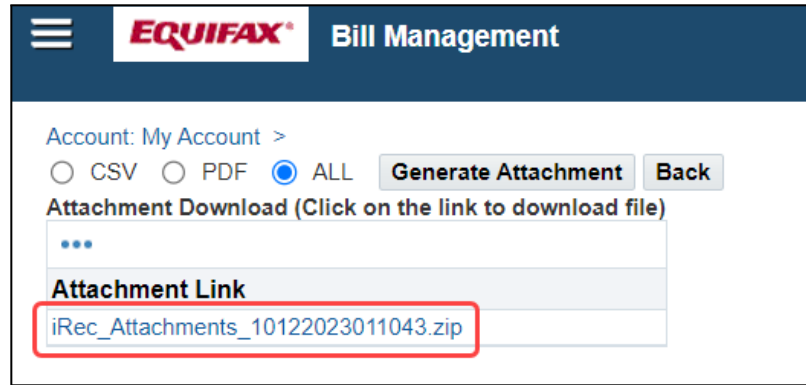 EQUIFAX® Bill Management
Account: My Account >
CSV PDF ALL Generate Attachment Back
Attachment Download (Click on the link to download file)
Attachment Link
iRec_Attachments_10122023011043.zip